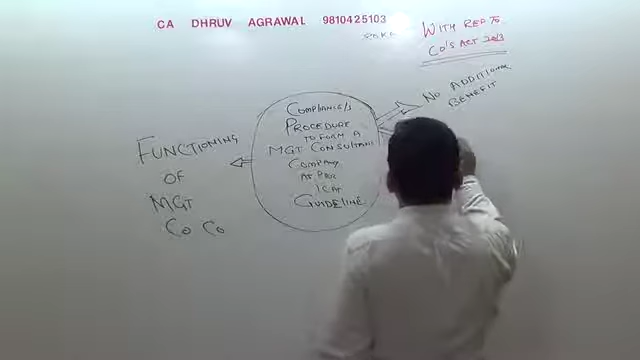 CA DHRUV AGRAWAL 9810425103
WITH REF TO
CO'S ACT 2013
NO ADDITIONAL
BENEFIT
COMPLIANCE/S
PROCEDURE
TO FORM A
MGT CONSULTANT
COMPANY
AS PER
ICAI
GUIDELINE
FUNCTIONING
OF
MGT
CO CO